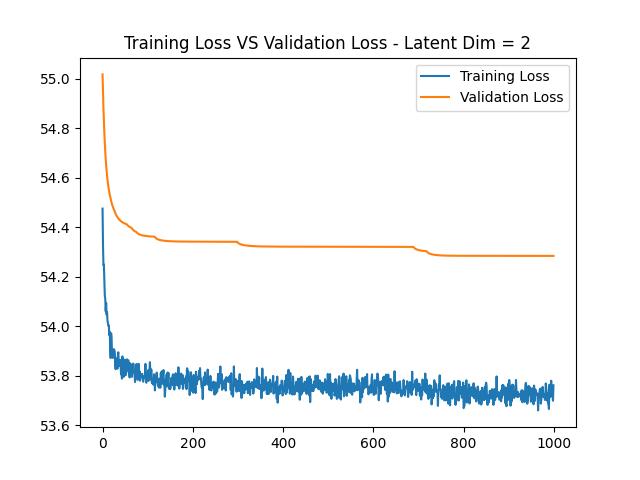 Training Loss VS Validation Loss - Latent Dim = 2
Training Loss
Validation Loss
55.0
54.8
54.6
54.4
54.2
54.0
53.8
53.6
0 200 400 600 800 1000